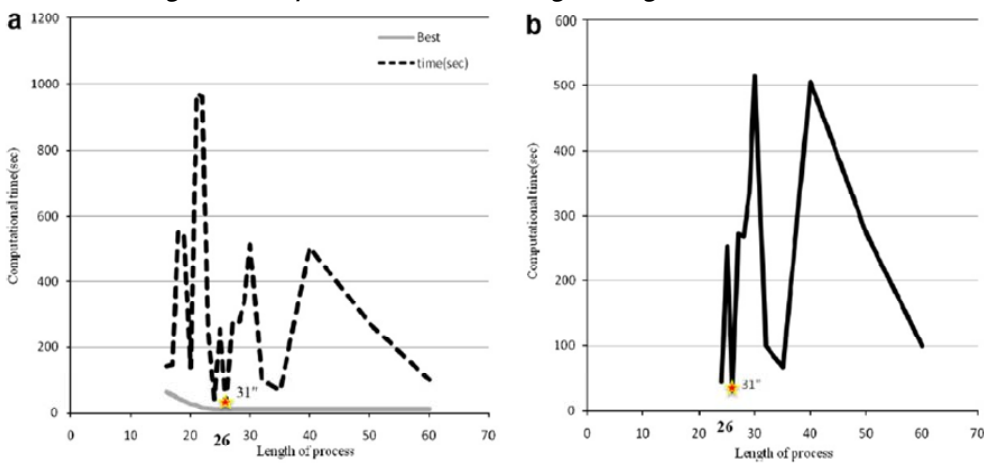 a
1200
1000
800
600
400
200
0
Computational time(sec)
Best
time(sec)
31"
0 10 20 26 30 40 50 60 70
Length of process
b
600
500
400
300
200
100
0
Computational time(sec)
31"
0 10 20 26 30 40 50 60 70
Length of process